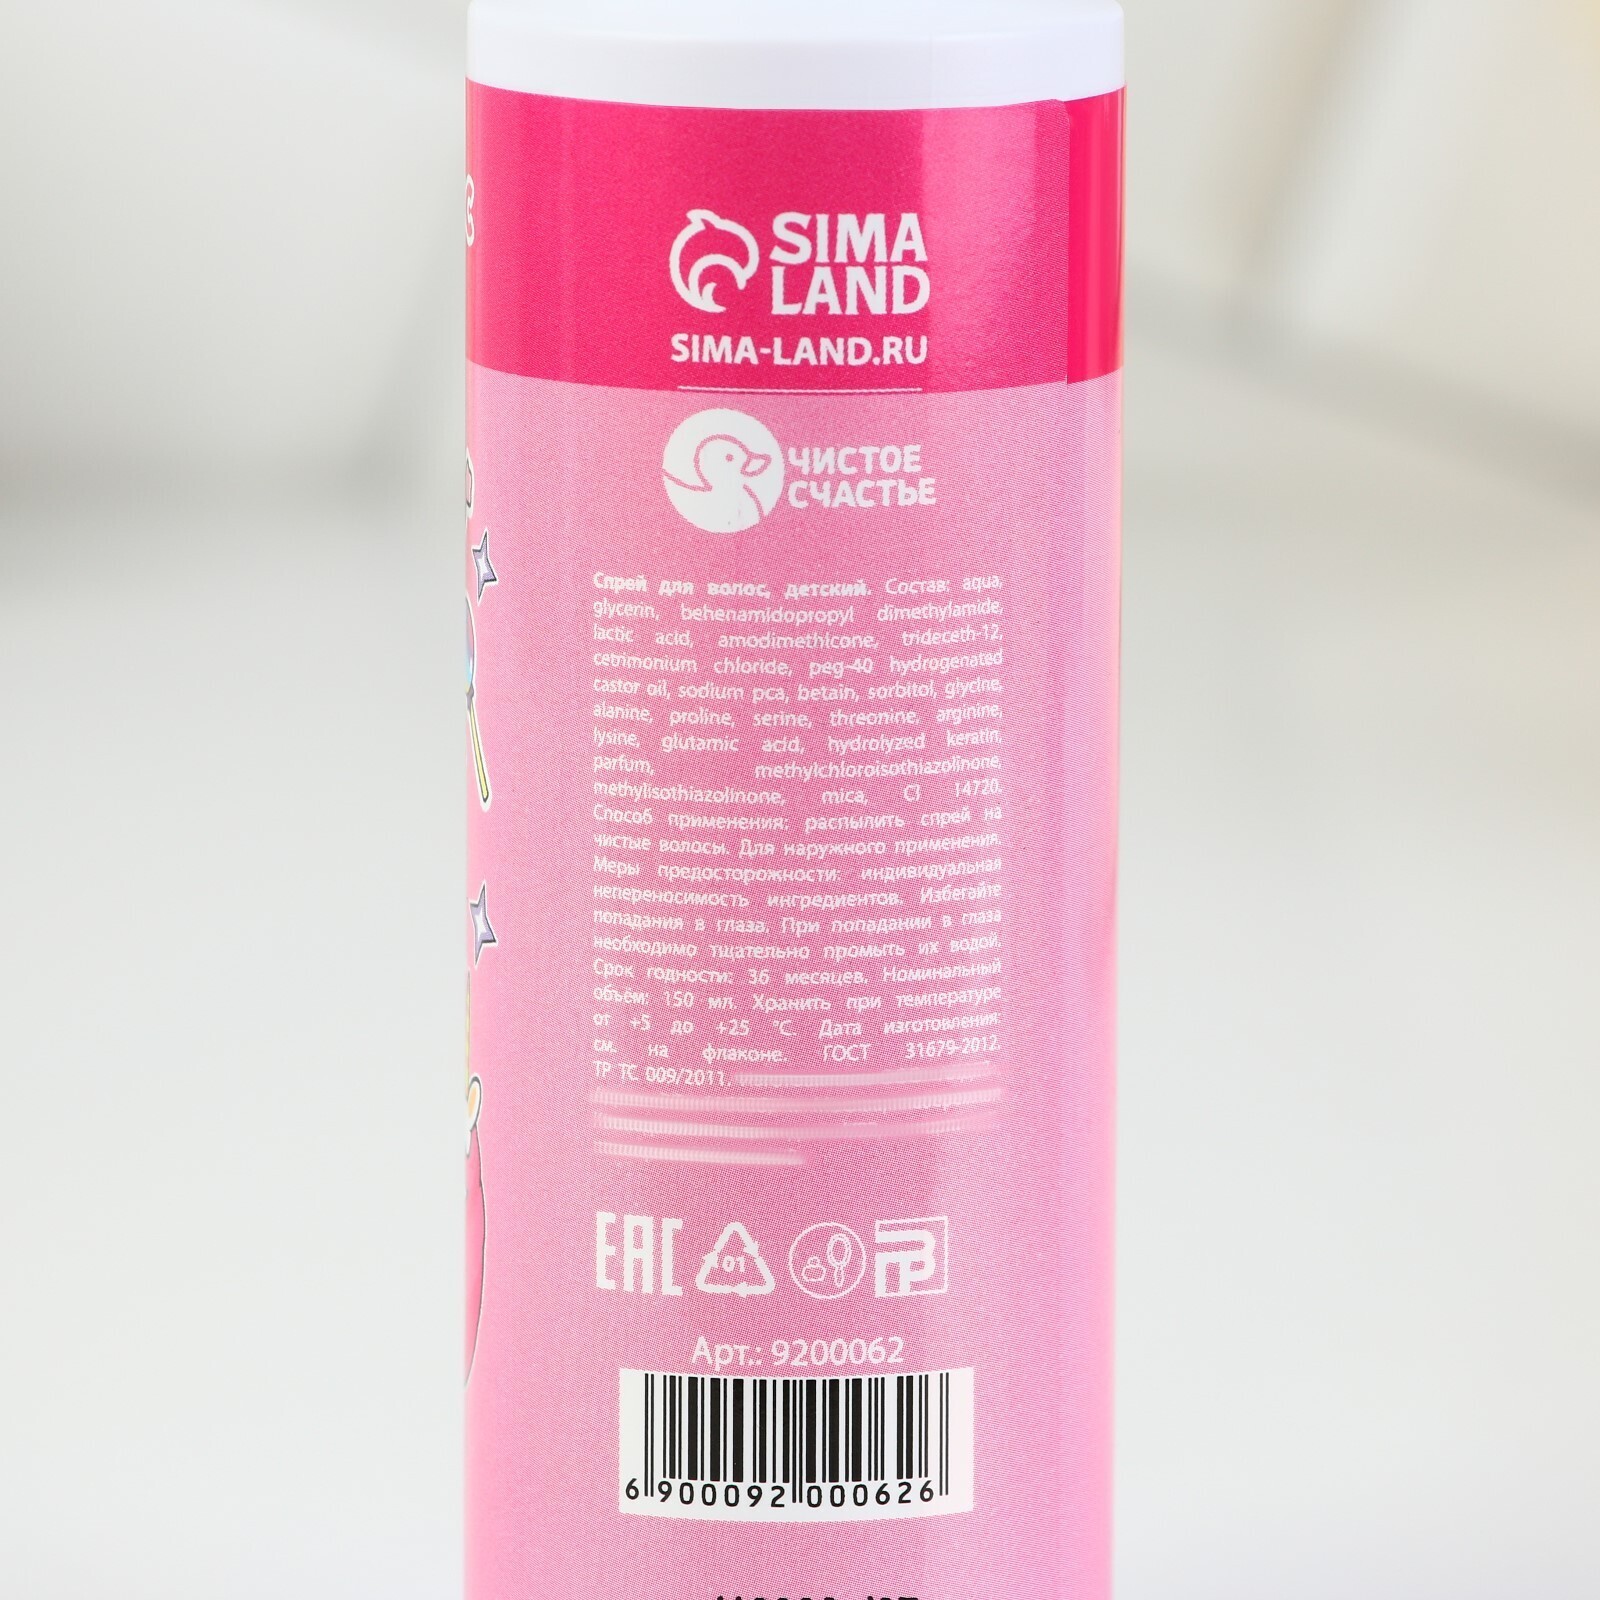 SIMA
LAND
SIMA-LAND.RU
ЧИСТОЕ
СЧАСТЬЕ
Спрей для волос, детский. Состав: aqua,
glycerin, behenamidopropyl dimethylamide,
lactic acid, amodimethicone, trideceth-12,
cetrimonium chloride, peg-40 hydrogenated
castor oil, sodium pca, betain, sorbitol, glycine,
alanine, proline, serine, threonine, arginine,
lysine, glutamic acid, hydrolyzed keratin,
parfum, methylchloroisothiazolinone,
methylisothiazolinone, mica, CI 14720.
Способ применения: распылить спрей на
чистые волосы. Для наружного применения.
Меры предосторожности: индивидуальная
непереносимость ингредиентов. Избегайте
попадания в глаза. При попадании в глаза
необходимо тщательно промыть их водой.
Срок годности: 36 месяцев. Номинальный
объём: 150 мл. Хранить при температуре
от +5 до +25 °C. Дата изготовления:
см. на флаконе. ГОСТ 31679-2012.
ТР ТС 009/2011.
EAC
01
Арт.: 9200062
6 900092 000626